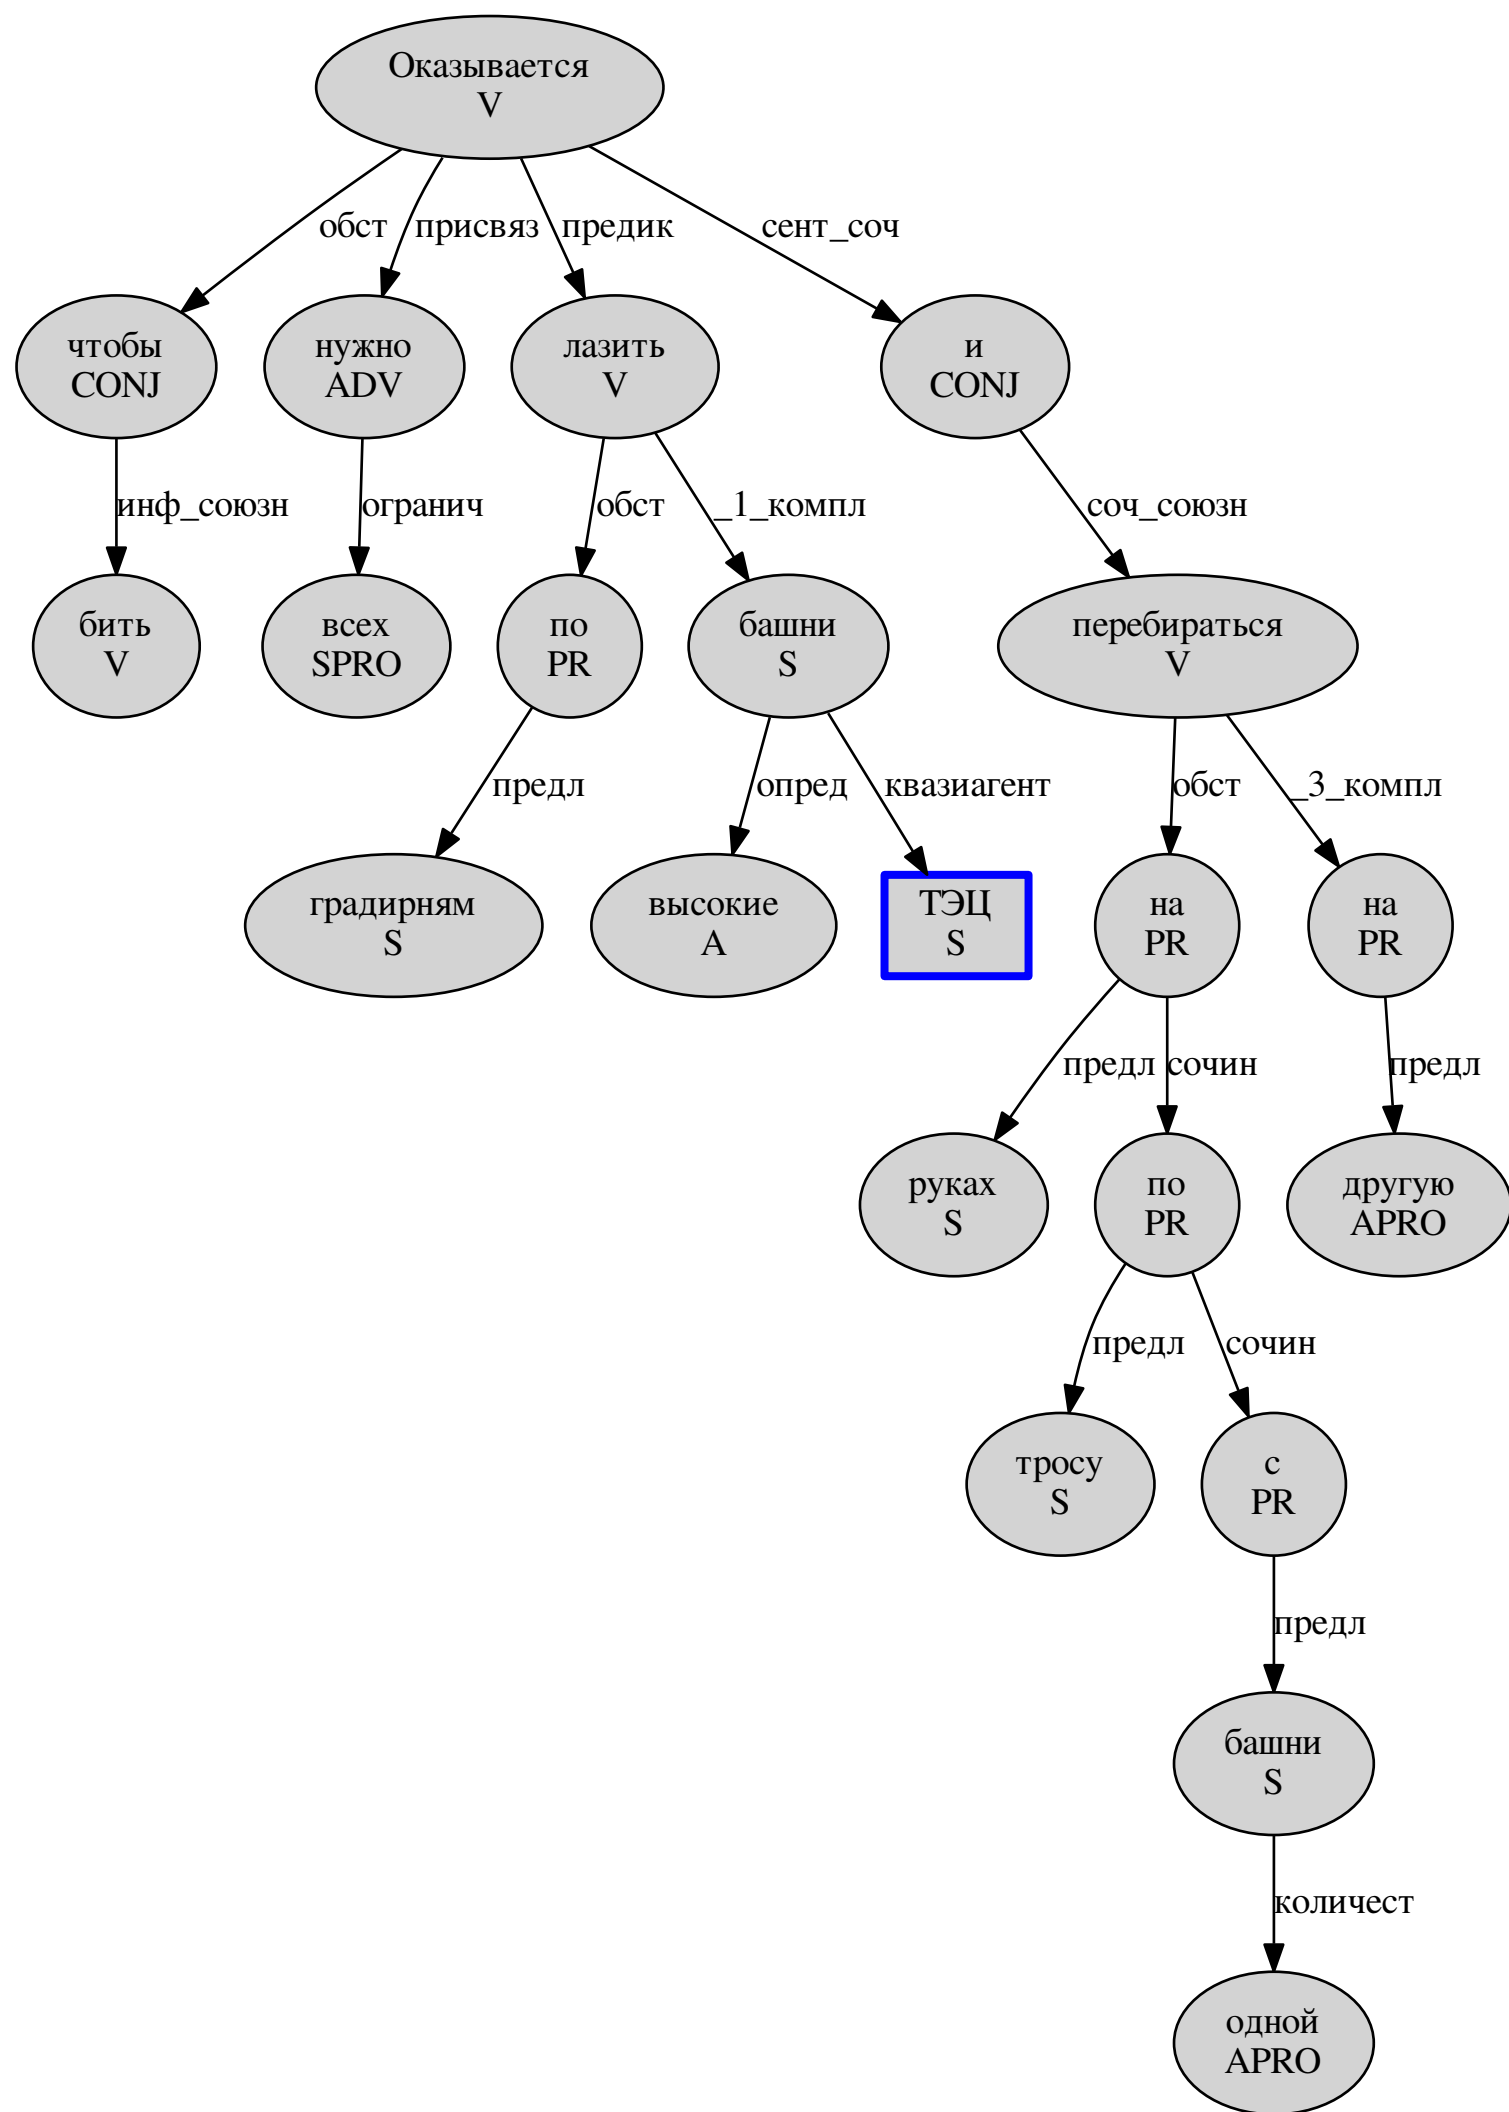 Оказывается
V
обст
присвяз
предик
сент_соч
чтобы
CONJ
нужно
ADV
лазить
V
и
CONJ
инф_союзн
огранич
обст
_1_компл
соч_союзн
бить
V
всех
SPRO
по
PR
башни
S
перебираться
V
предл
опред
квазиагент
обст
_3_компл
градирням
S
высокие
A
ТЭЦ
S
на
PR
на
PR
предл
сочин
предл
руках
S
по
PR
другую
APRO
предл
сочин
тросу
S
с
PR
предл
башни
S
количест
одной
APRO